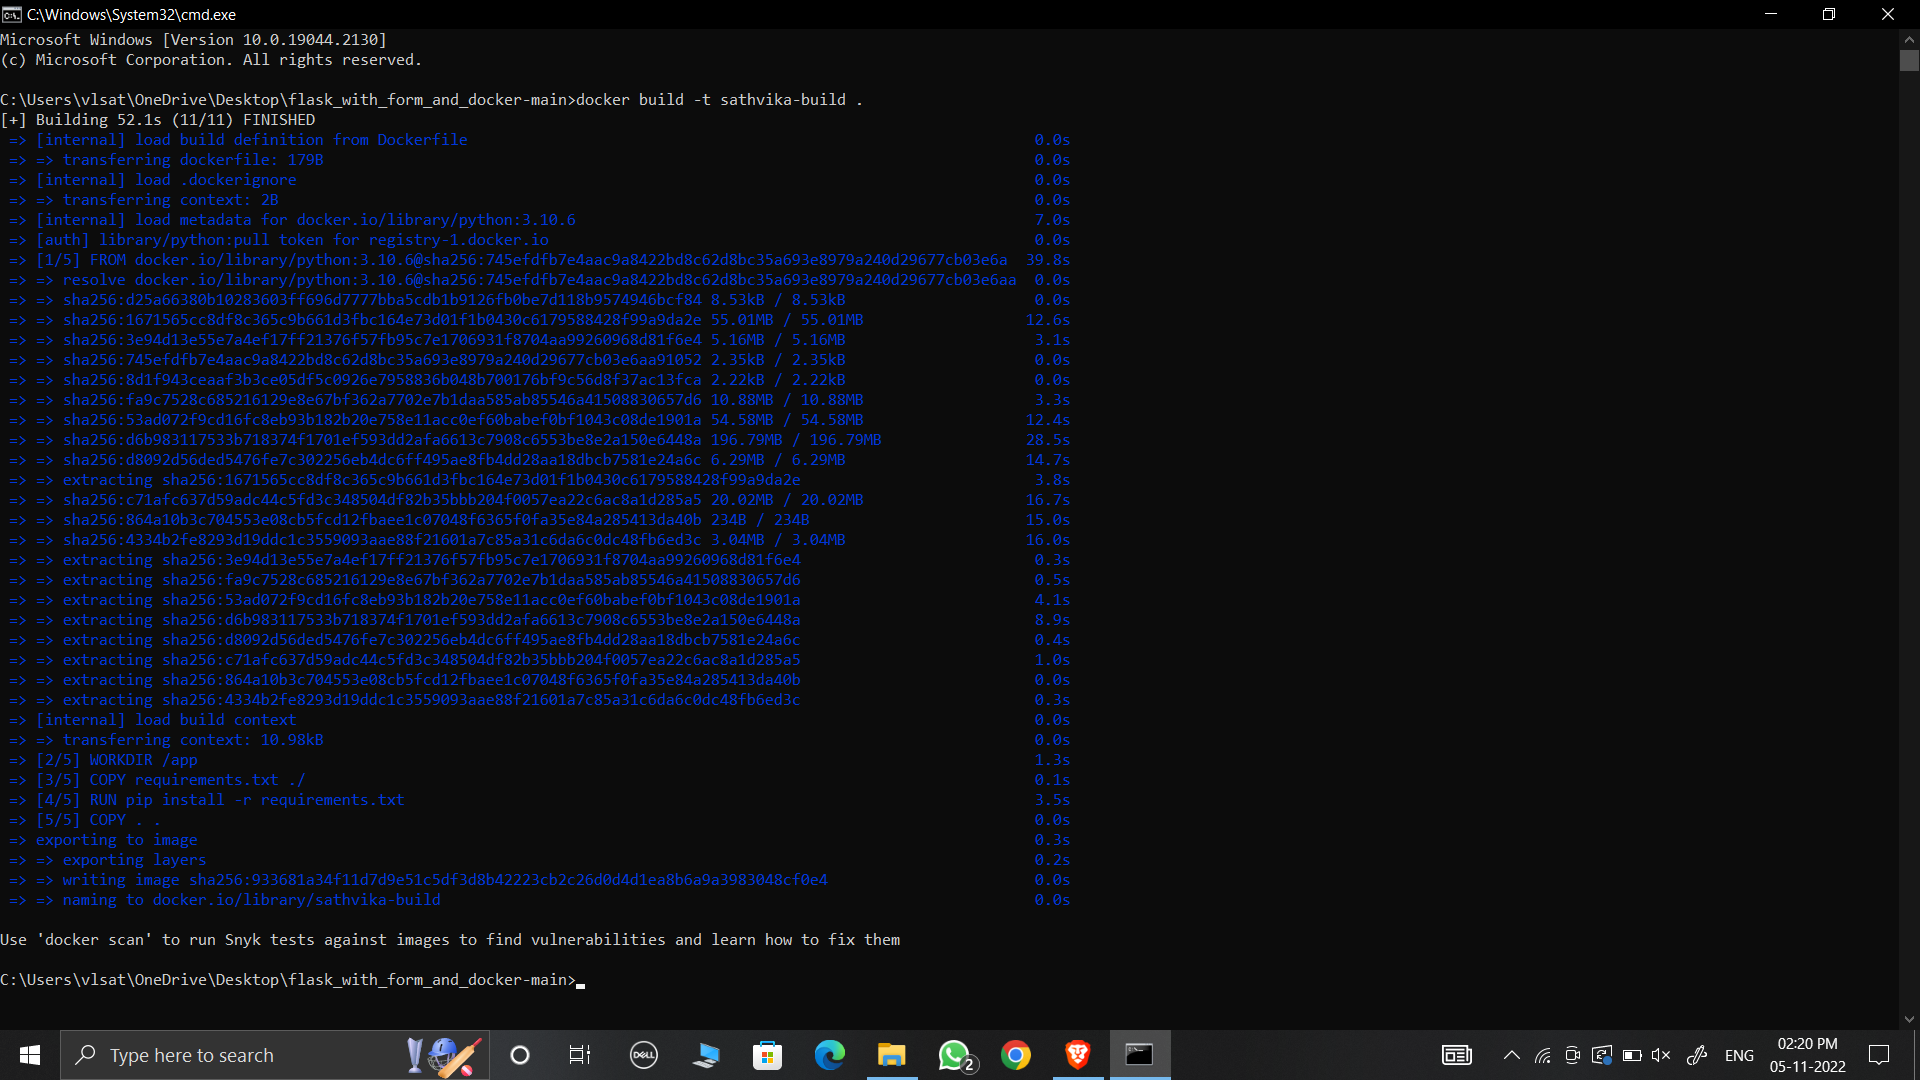 C:\Windows\System32\cmd.exe
Microsoft Windows [Version 10.0.19044.2130]
(c) Microsoft Corporation. All rights reserved.
C:\Users\vlsat\OneDrive\Desktop\flask_with_form_and_docker-main>docker build -t sathvika-build .
[+] Building 52.1s (11/11) FINISHED
=> [internal] load build definition from Dockerfile 0.0s
=> => transferring dockerfile: 179B 0.0s
=> [internal] load .dockerignore 0.0s
=> => transferring context: 2B 0.0s
=> [internal] load metadata for docker.io/library/python:3.10.6 7.0s
=> [auth] library/python:pull token for registry-1.docker.io 0.0s
=> [1/5] FROM docker.io/library/python:3.10.6@sha256:745efdfb7e4aac9a8422bd8c62d8bc35a693e8979a240d29677cb03e6a 39.8s
=> => resolve docker.io/library/python:3.10.6@sha256:745efdfb7e4aac9a8422bd8c62d8bc35a693e8979a240d29677cb03e6aa 0.0s
=> => sha256:d25a66380b10283603ff696d7777bba5cdb1b9126fb0be7d118b9574946bcf84 8.53kB / 8.53kB 0.0s
=> => sha256:1671565cc8df8c365c9b661d3fbc164e73d01f1b0430c6179588428f99a9da2e 55.01MB / 55.01MB 12.6s
=> => sha256:3e94d13e55e7a4ef17ff21376f57fb95c7e1706931f8704aa99260968d81f6e4 5.16MB / 5.16MB 3.1s
=> => sha256:745efdfb7e4aac9a8422bd8c62d8bc35a693e8979a240d29677cb03e6aa91052 2.35kB / 2.35kB 0.0s
=> => sha256:8d1f943ceaaf3b3ce05df5c0926e7958836b048b700176bf9c56d8f37ac13fca 2.22kB / 2.22kB 0.0s
=> => sha256:fa9c7528c685216129e8e67bf362a7702e7b1daa585ab85546a41508830657d6 10.88MB / 10.88MB 3.3s
=> => sha256:53ad072f9cd16fc8eb93b182b20e758e11acc0ef60babef0bf1043c08de1901a 54.58MB / 54.58MB 12.4s
=> => sha256:d6b983117533b718374f1701ef593dd2afa6613c7908c6553be8e2a150e6448a 196.79MB / 196.79MB 28.5s
=> => sha256:d8092d56ded5476fe7c302256eb4dc6ff495ae8fb4dd28aa18dbcb7581e24a6c 6.29MB / 6.29MB 14.7s
=> => extracting sha256:1671565cc8df8c365c9b661d3fbc164e73d01f1b0430c6179588428f99a9da2e 3.8s
=> => sha256:c71afc637d59adc44c5fd3c348504df82b35bbb204f0057ea22c6ac8a1d285a5 20.02MB / 20.02MB 16.7s
=> => sha256:864a10b3c704553e08cb5fcd12fbaee1c07048f6365f0fa35e84a285413da40b 234B / 234B 15.0s
=> => sha256:4334b2fe8293d19ddc1c3559093aae88f21601a7c85a31c6da6c0dc48fb6ed3c 3.04MB / 3.04MB 16.0s
=> => extracting sha256:3e94d13e55e7a4ef17ff21376f57fb95c7e1706931f8704aa99260968d81f6e4 0.3s
=> => extracting sha256:fa9c7528c685216129e8e67bf362a7702e7b1daa585ab85546a41508830657d6 0.5s
=> => extracting sha256:53ad072f9cd16fc8eb93b182b20e758e11acc0ef60babef0bf1043c08de1901a 4.1s
=> => extracting sha256:d6b983117533b718374f1701ef593dd2afa6613c7908c6553be8e2a150e6448a 8.9s
=> => extracting sha256:d8092d56ded5476fe7c302256eb4dc6ff495ae8fb4dd28aa18dbcb7581e24a6c 0.4s
=> => extracting sha256:c71afc637d59adc44c5fd3c348504df82b35bbb204f0057ea22c6ac8a1d285a5 1.0s
=> => extracting sha256:864a10b3c704553e08cb5fcd12fbaee1c07048f6365f0fa35e84a285413da40b 0.0s
=> => extracting sha256:4334b2fe8293d19ddc1c3559093aae88f21601a7c85a31c6da6c0dc48fb6ed3c 0.3s
=> [internal] load build context 0.0s
=> => transferring context: 10.98kB 0.0s
=> [2/5] WORKDIR /app 1.3s
=> [3/5] COPY requirements.txt ./ 0.1s
=> [4/5] RUN pip install -r requirements.txt 3.5s
=> [5/5] COPY . . 0.0s
=> exporting to image 0.3s
=> => exporting layers 0.2s
=> => writing image sha256:933681a34f11d7d9e51c5df3d8b42223cb2c26d0d4d1ea8b6a9a3983048cf0e4 0.0s
=> => naming to docker.io/library/sathvika-build 0.0s
Use 'docker scan' to run Snyk tests against images to find vulnerabilities and learn how to fix them
C:\Users\vlsat\OneDrive\Desktop\flask_with_form_and_docker-main>
Type here to search
DELL
2
ENG
02:20 PM
05-11-2022